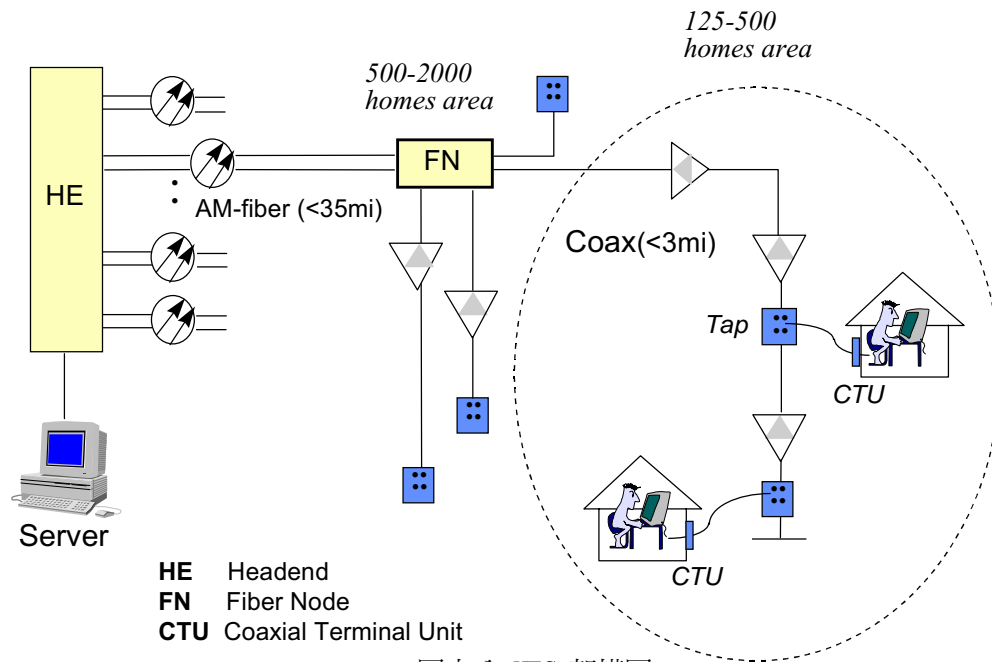 125-500
homes area
500-2000
homes area
HE
FN
AM-fiber (<35mi)
Coax(<3mi)
Tap
CTU
Server
CTU
HE Headend
FN Fiber Node
CTU Coaxial Terminal Unit